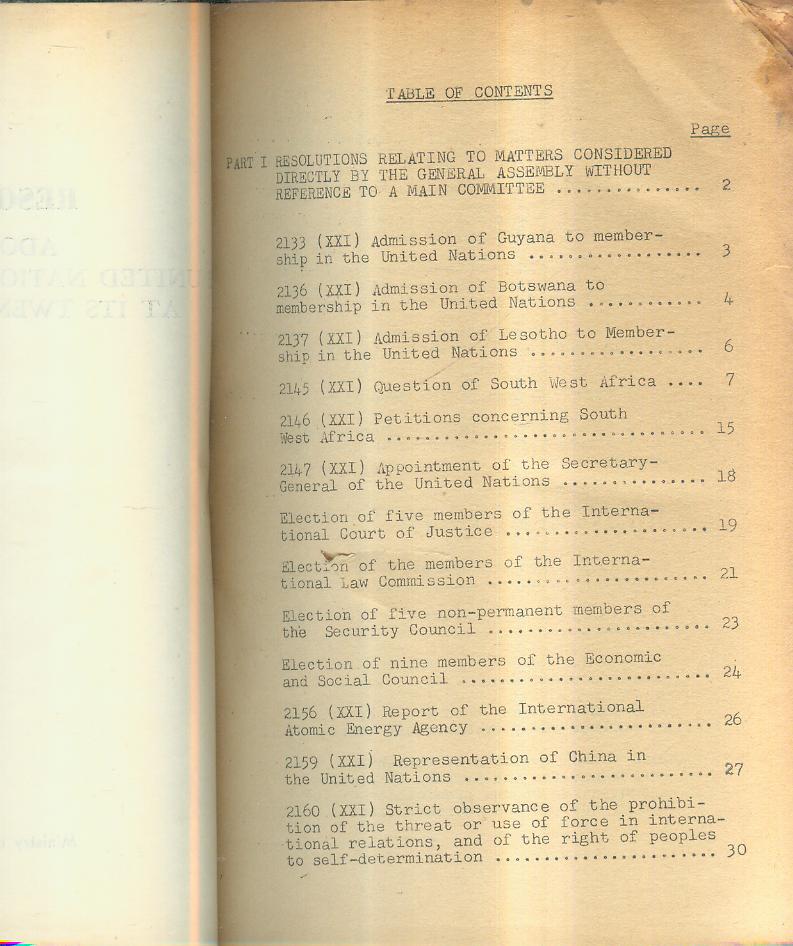 TABLE OF CONTENTS
Page
PART I RESOLUTIONS RELATING TO MATTERS CONSIDERED
DIRECTLY BY THE GENERAL ASSEMBLY WITHOUT
REFERENCE TO A MAIN COMMITTEE ................ 2
2133 (XXI) Admission of Guyana to member-
ship in the United Nations ................... 3
2136 (XXI) Admission of Botswana to
membership in the United Nations ............ 4
2137 (XXI) Admission of Lesotho to Member-
ship in the United Nations .................. 6
2145 (XXI) Question of South West Africa .... 7
2146 (XXI) Petitions concerning South
West Africa ................................. 15
2147 (XXI) Appointment of the Secretary-
General of the United Nations ............... 18
Election of five members of the Interna-
tional Court of Justice ..................... 19
Election of the members of the Interna-
tional Law Commission ....................... 21
Election of five non-permanent members of
the Security Council ....................... 23
Election of nine members of the Economic
and Social Council .......................... 24
2156 (XXI) Report of the International
Atomic Energy Agency ........................ 26
2159 (XXI) Representation of China in
the United Nations .......................... 27
2160 (XXI) Strict observance of the prohibi-
tion of the threat or use of force in interna-
tional relations, and of the right of peoples
to self-determination ....................... 30